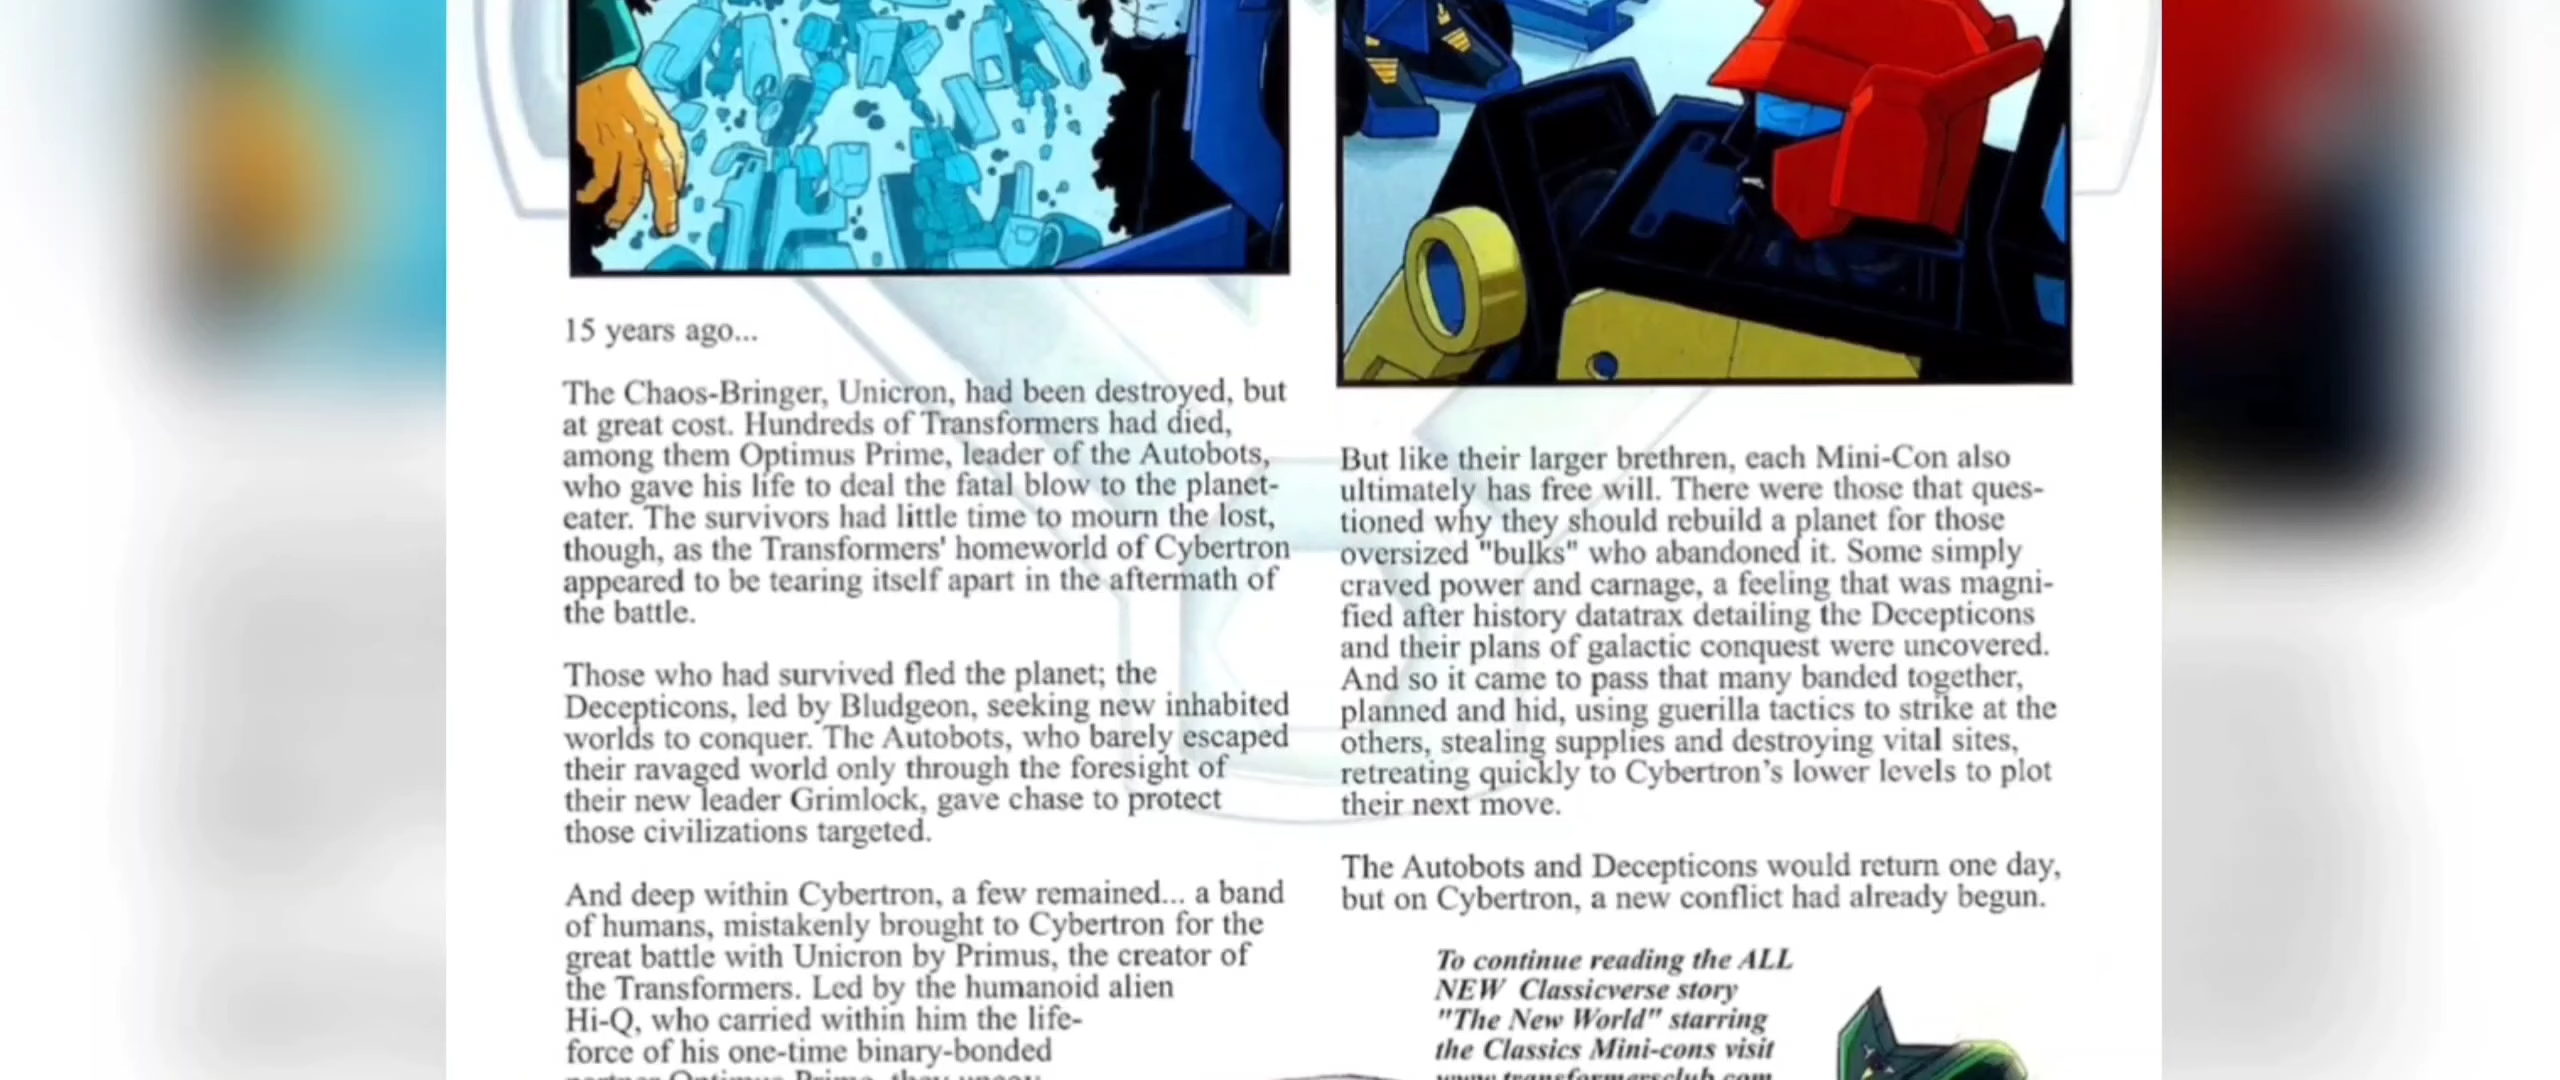 15 years ago...
The Chaos-Bringer, Unicron, had been destroyed, but
at great cost. Hundreds of Transformers had died,
among them Optimus Prime, leader of the Autobots,
who gave his life to deal the fatal blow to the planet-
eater. The survivors had little time to mourn the lost,
though, as the Transformers' homeworld of Cybertron
appeared to be tearing itself apart in the aftermath of
the battle.
Those who had survived fled the planet; the
Decepticons, led by Bludgeon, seeking new inhabited
worlds to conquer. The Autobots, who barely escaped
their ravaged world only through the foresight of
their new leader Grimlock, gave chase to protect
those civilizations targeted.
And deep within Cybertron, a few remained... a band
of humans, mistakenly brought to Cybertron for the
great battle with Unicron by Primus, the creator of
the Transformers. Led by the humanoid alien
Hi-Q, who carried within him the life-
force of his one-time binary-bonded
partner Optimus Prime, they
But like their larger brethren, each Mini-Con also
ultimately has free will. There were those that ques-
tioned why they should rebuild a planet for those
oversized "bulks" who abandoned it. Some simply
craved power and carnage, a feeling that was magni-
fied after history datatrax detailing the Decepticons
and their plans of galactic conquest were uncovered.
And so it came to pass that many banded together,
planned and hid, using guerilla tactics to strike at the
others, stealing supplies and destroying vital sites,
retreating quickly to Cybertron's lower levels to plot
their next move.
The Autobots and Decepticons would return one day,
but on Cybertron, a new conflict had already begun.
To continue reading the ALL
NEW Classicverse story
"The New World" starring
the Classics Mini-cons visit
www.transformersclub.com